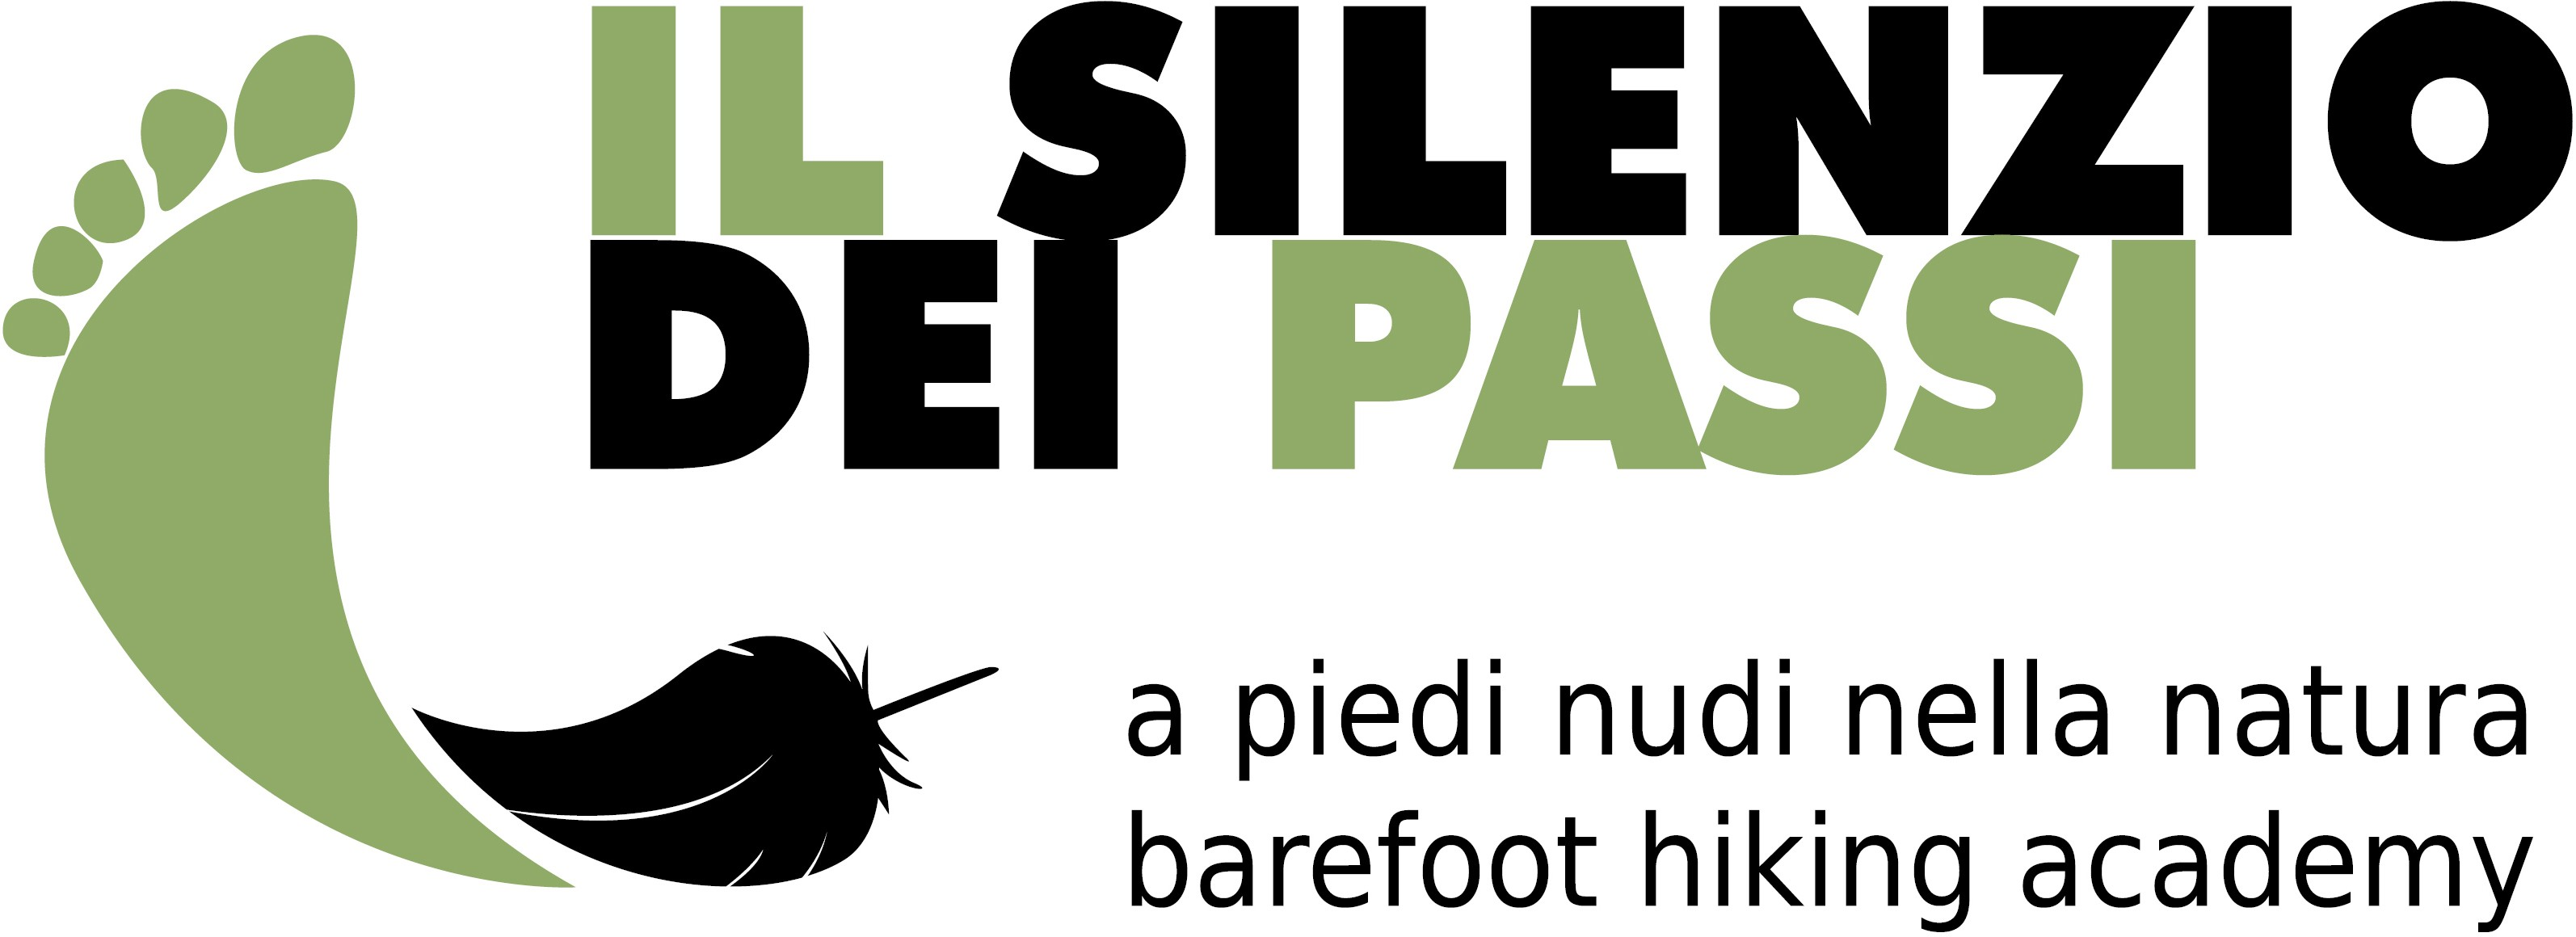 IL SILENZIO
DEI PASSI
a piedi nudi nella natura
barefoot hiking academy